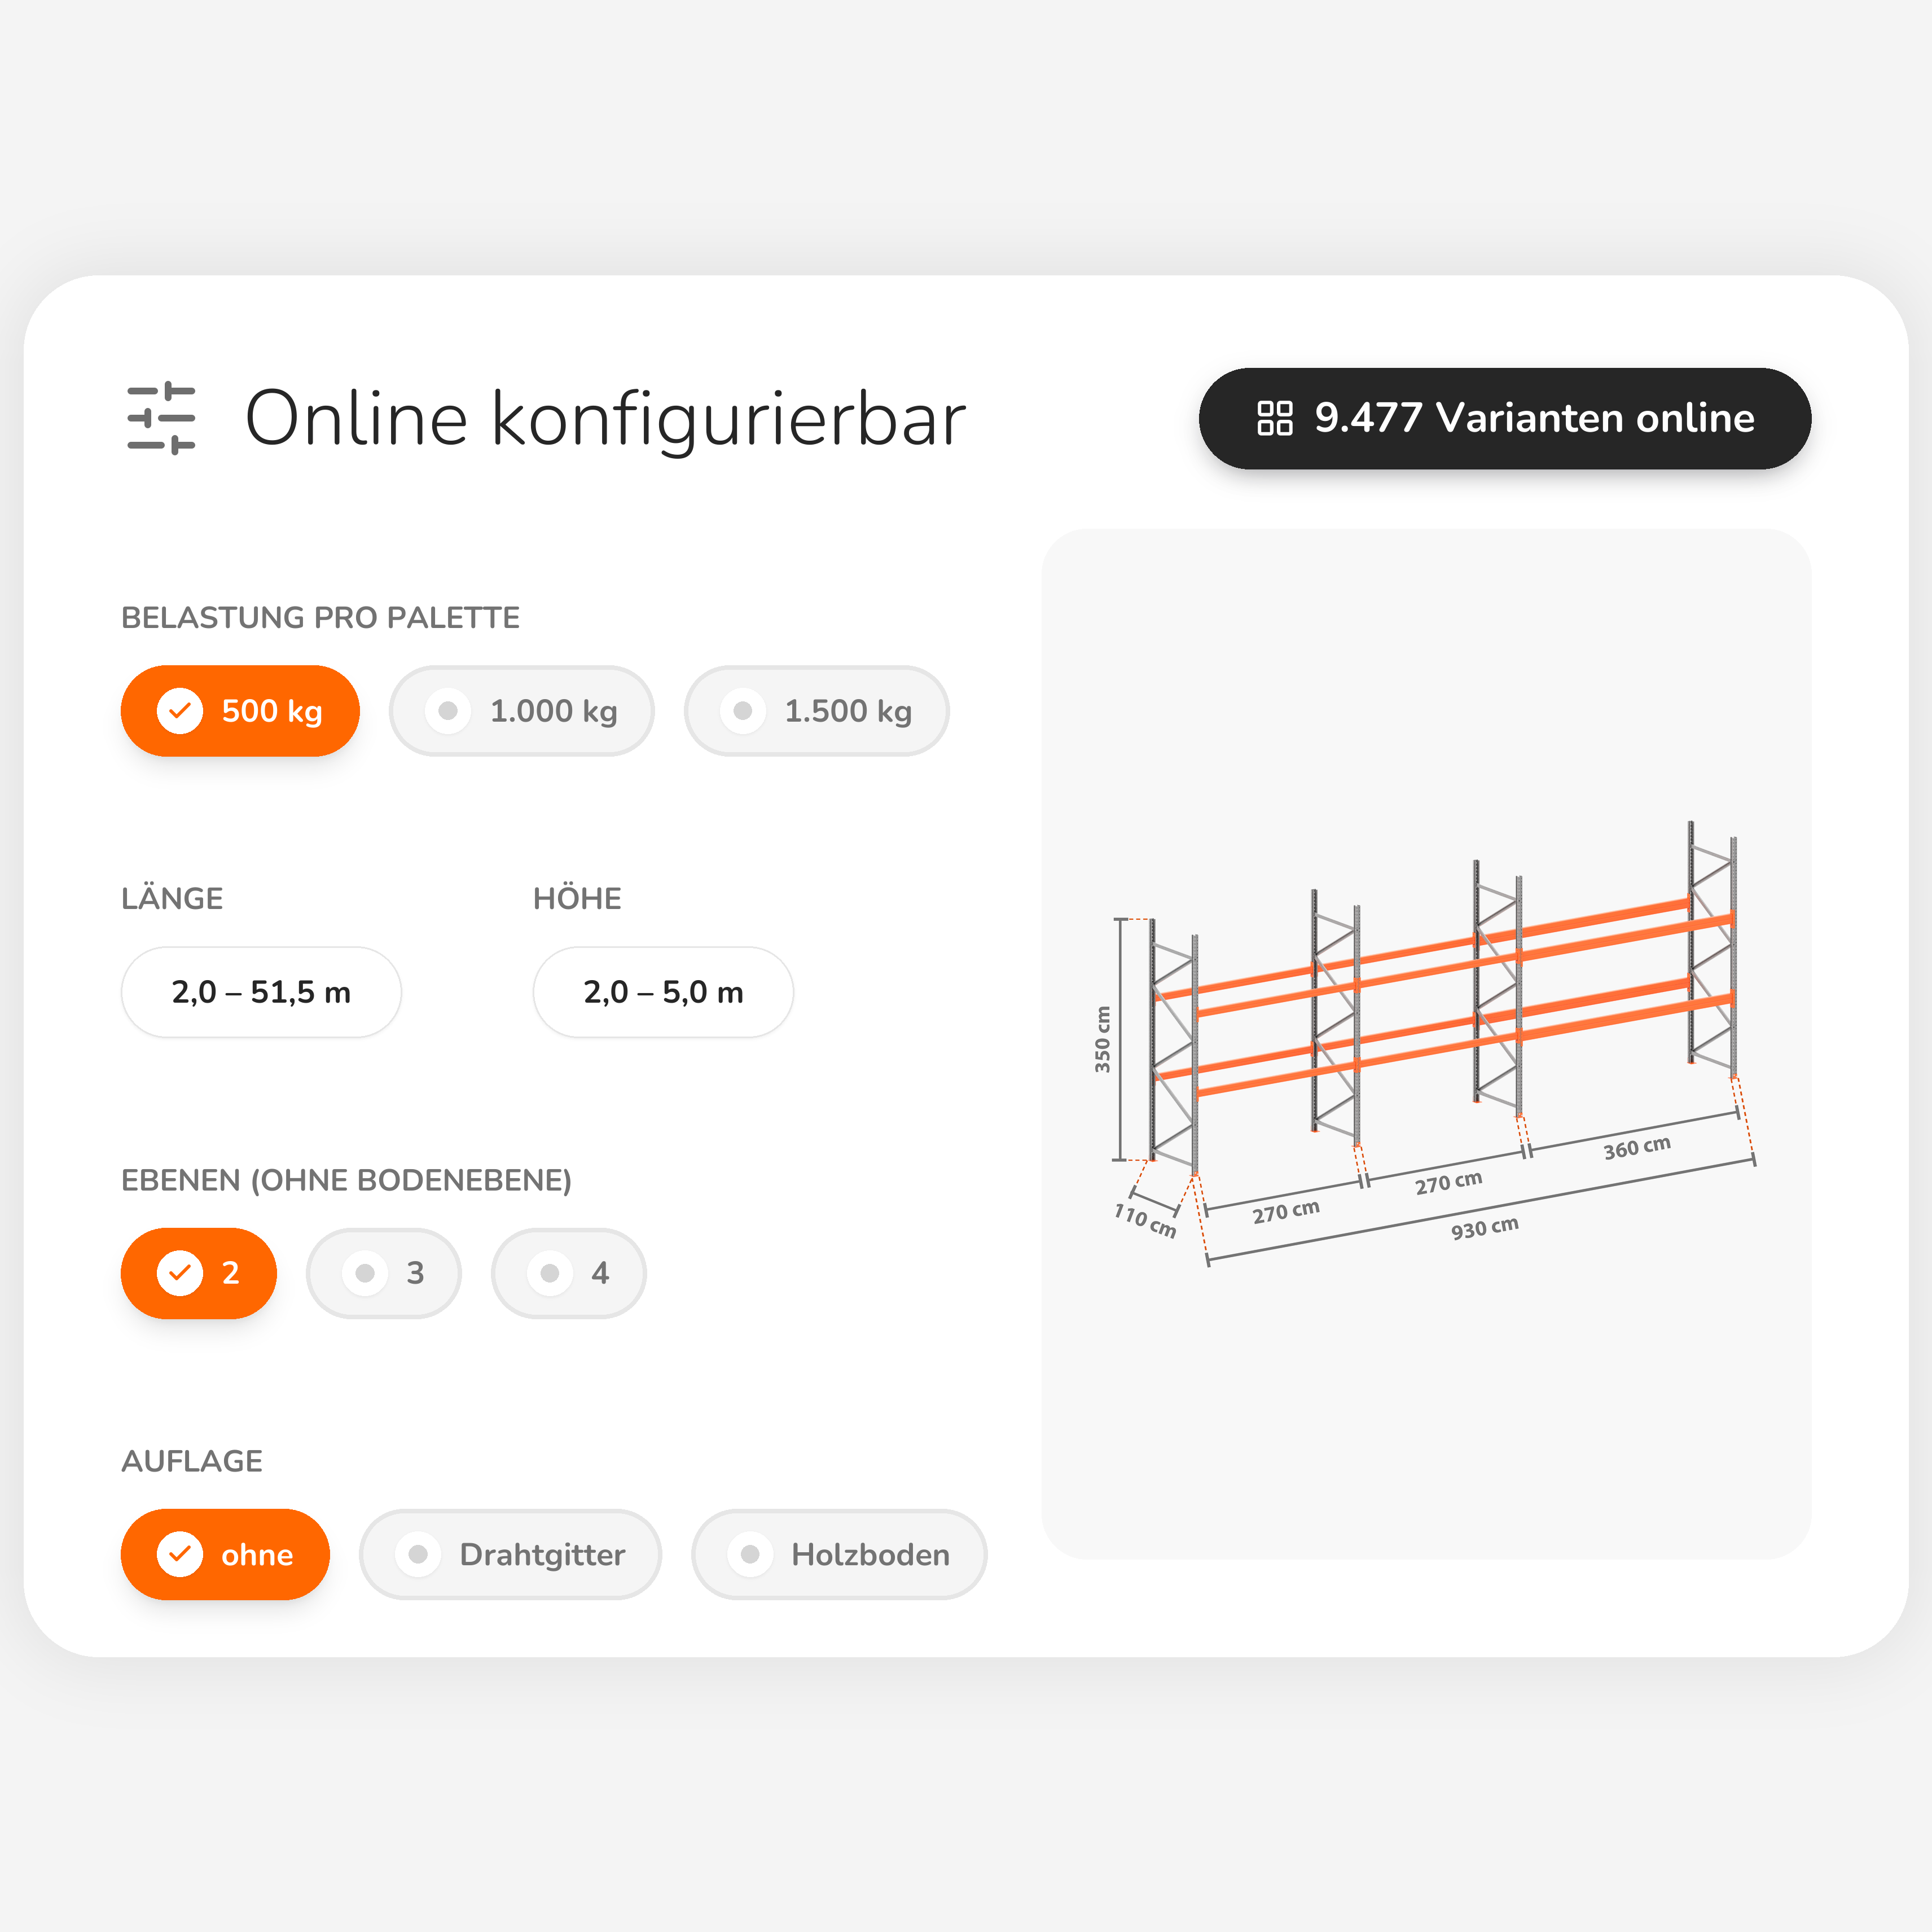 Online konfigurierbar
9.477 Varianten online
BELASTUNG PRO PALETTE
500 kg
1.000 kg
1.500 kg
LÄNGE
HÖHE
2,0 – 51,5 m
2,0 – 5,0 m
EBENEN (OHNE BODENEBENE)
2
3
4
AUFLAGE
ohne
Drahtgitter
Holzboden
350 cm
110 cm
270 cm
270 cm
360 cm
930 cm